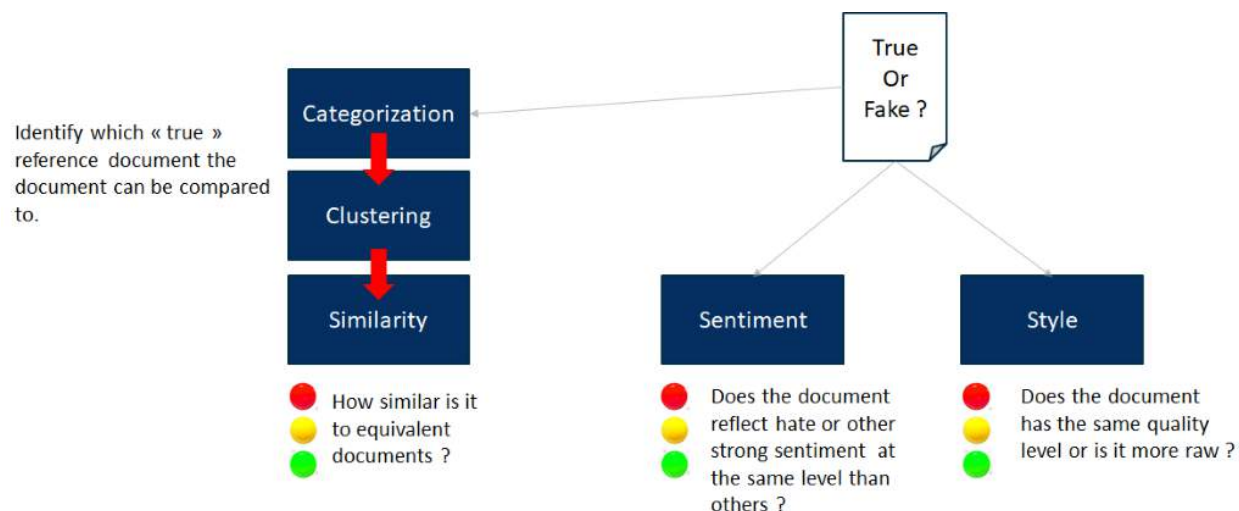 True
Or
Fake ?
Categorization
Identify which « true »
reference document the
document can be compared
to.
Clustering
Similarity
Sentiment
Style
How similar is it
to equivalent
documents ?
Does the document
reflect hate or other
strong sentiment at
the same level than
others ?
Does the document
has the same quality
level or is it more raw ?